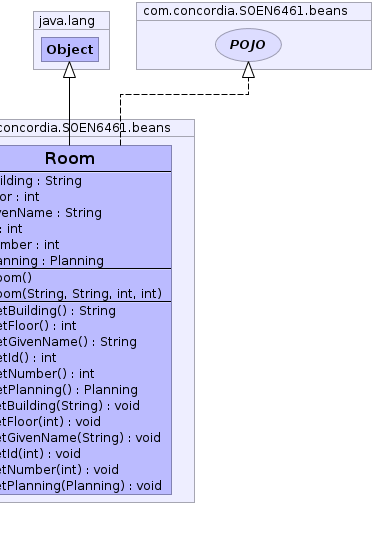 java.lang
Object
com.concordia.SOEN6461.beans
POJO
concordia.SOEN6461.beans
Room
ilding : String
or : int
venName : String
: int
mber : int
anning : Planning
oom()
oom(String, String, int, int)
etBuilding() : String
etFloor() : int
etGivenName() : String
etId() : int
etNumber() : int
etPlanning() : Planning
etBuilding(String) : void
etFloor(int) : void
etGivenName(String) : void
etId(int) : void
etNumber(int) : void
etPlanning(Planning) : void